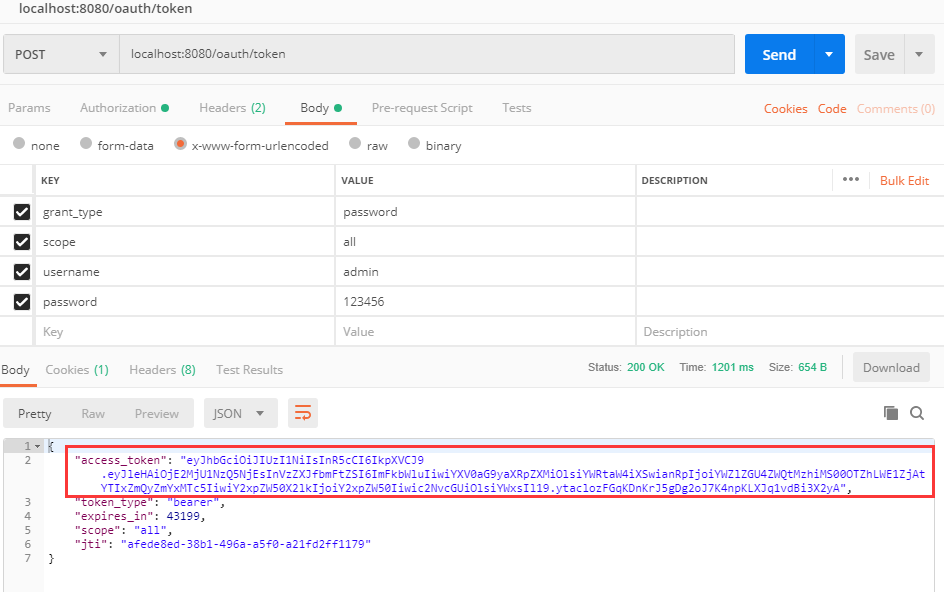 localhost:8080/oauth/token
POST localhost:8080/oauth/token Send Save
Params Authorization Headers (2) Body Pre-request Script Tests Cookies Code Comments (0)
none form-data x-www-form-urlencoded raw binary
KEY VALUE DESCRIPTION ••• Bulk Edit
grant_type password
scope all
username admin
password 123456
Key Value Description
Body Cookies (1) Headers (8) Test Results Status: 200 OK Time: 1201 ms Size: 654 B Download
Pretty Raw Preview JSON
1 {
2 "access_token": "eyJhbGciOiJIUzI1NiIsInR5cCI6IkpXVCJ9
.eyJleHAiOjE2MjU1NzQ5NjEsInVzZXJfbmFtZSI6ImFkbWluIiwiYXV0aG9yaXRpZXMiOlsiYWRtaW4iXSwianRpIjoiYWZlZGU4ZWQtMzhiMS00OTZhLWE1ZjAt
YTIxZmQyZmYxMTc5IiwiY2xpZW50X2lkIjoiY2xpZW50Iiwic2NvcGUiOlsiYWxsIl19.ytaclozFGqKDnKrJ5gDg2oJ7K4npKLXJq1vdBi3X2yA",
3 "token_type": "bearer",
4 "expires_in": 43199,
5 "scope": "all",
6 "jti": "afede8ed-38b1-496a-a5f0-a21fd2ff1179"
7 }